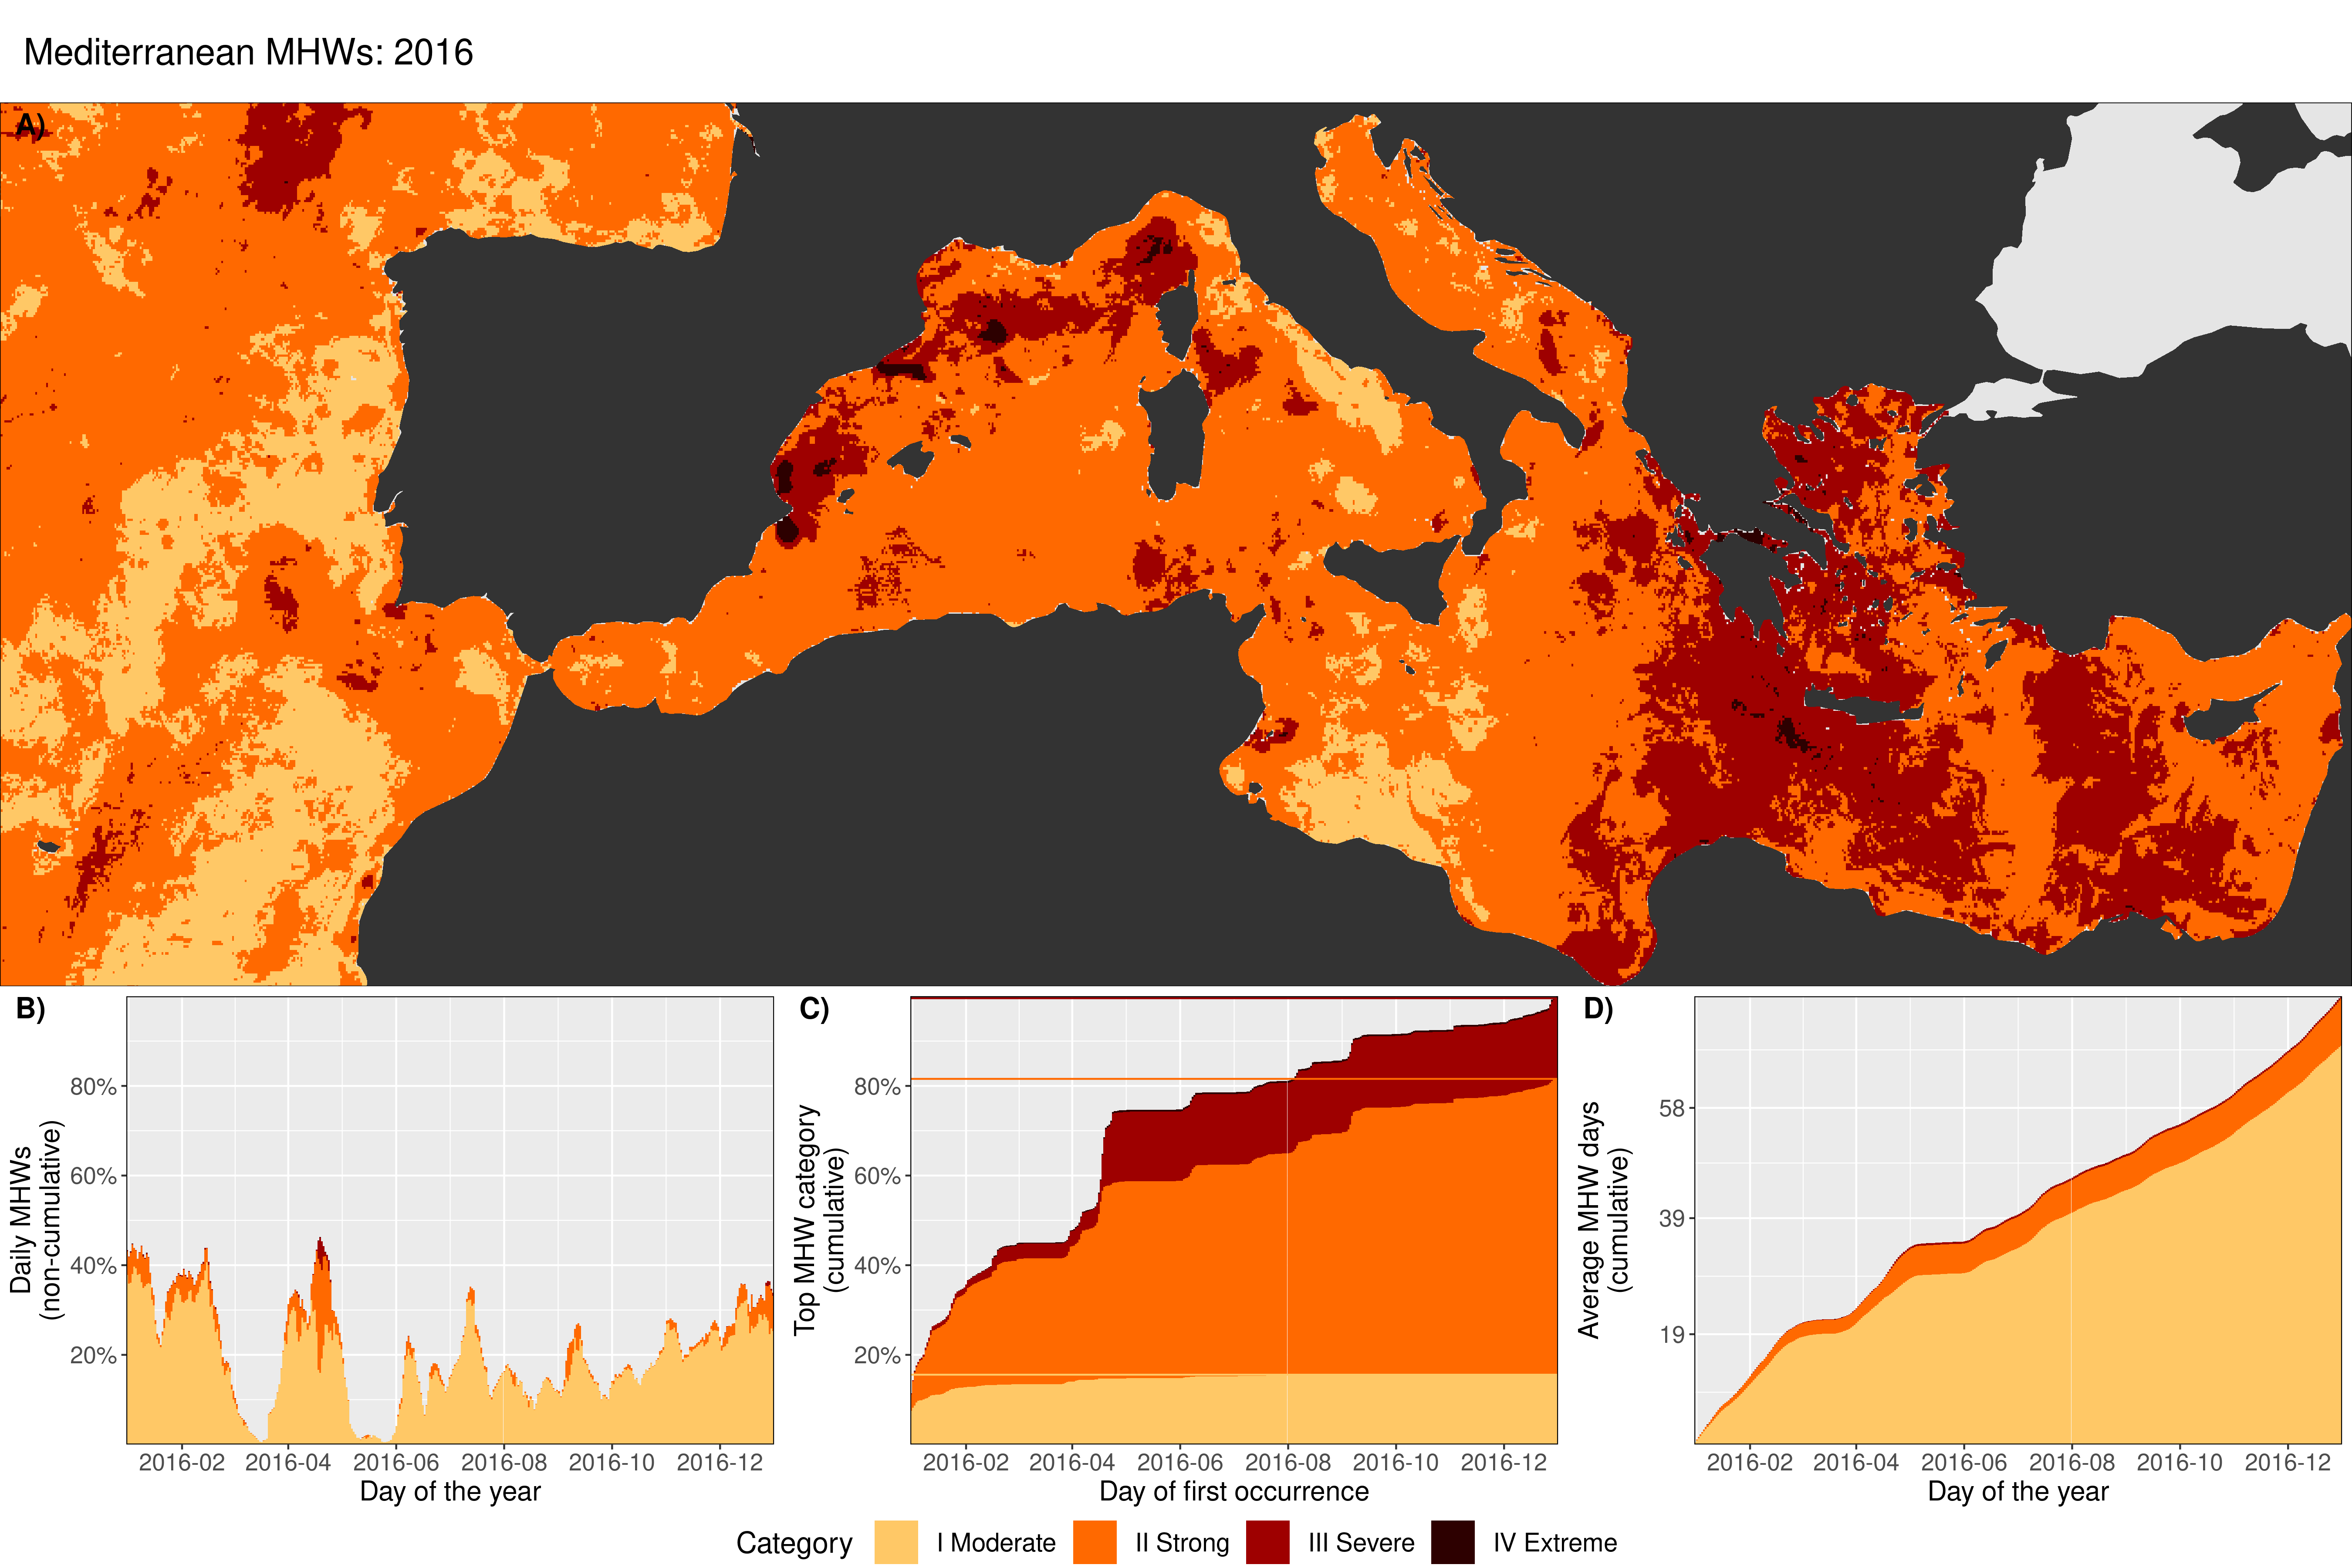 Mediterranean MHWs: 2016
A)
B)
Daily MHWs
(non-cumulative)
80%
60%
40%
20%
2016-02 2016-04 2016-06 2016-08 2016-10 2016-12
Day of the year
C)
Top MHW category
(cumulative)
80%
60%
40%
20%
2016-02 2016-04 2016-06 2016-08 2016-10 2016-12
Day of first occurrence
D)
Average MHW days
(cumulative)
58
39
19
2016-02 2016-04 2016-06 2016-08 2016-10 2016-12
Day of the year
Category I Moderate II Strong III Severe IV Extreme